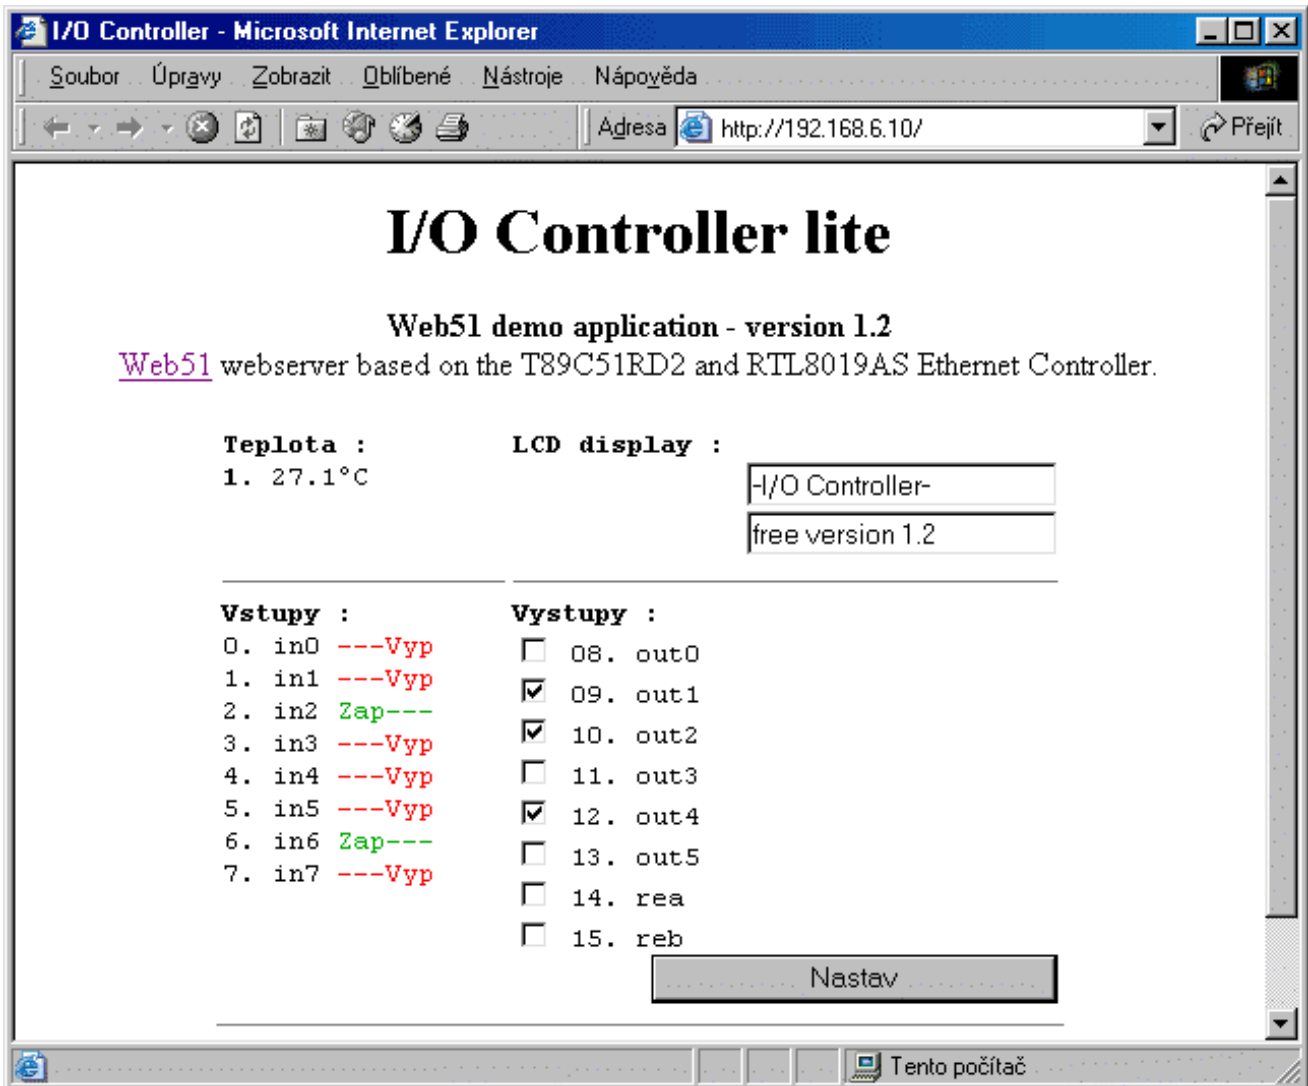 I/O Controller - Microsoft Internet Explorer
Soubor Úpravy Zobrazit Oblíbené Nástroje Nápověda
Adresa http://192.168.6.10/ Přejít
I/O Controller lite
Web51 demo application - version 1.2
Web51 webserver based on the T89C51RD2 and RTL8019AS Ethernet Controller.
Teplota :
1. 27.1°C
LCD display :
-I/O Controller-
free version 1.2
Vstupy :
0. in0 ---Vyp
1. in1 ---Vyp
2. in2 Zap---
3. in3 ---Vyp
4. in4 ---Vyp
5. in5 ---Vyp
6. in6 Zap---
7. in7 ---Vyp
Vystupy :
08. out0
09. out1
10. out2
11. out3
12. out4
13. out5
14. rea
15. reb
Nastav
Tento počítač